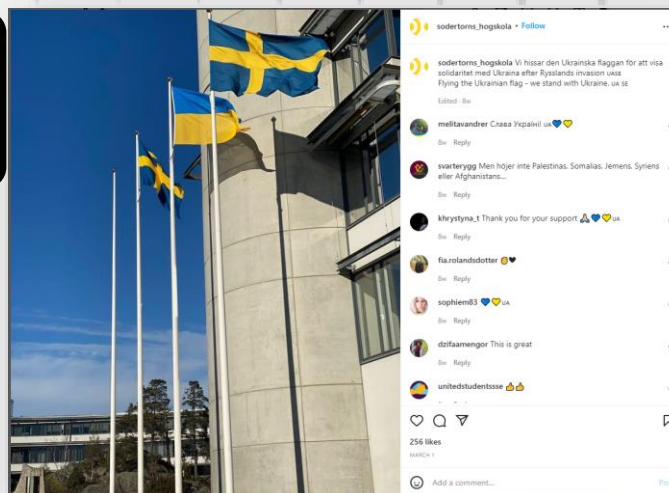 sodertorns_hogskola • Follow
sodertorns_hogskola Vi hissar den Ukrainska flaggan för att visa
solidaritet med Ukraina efter Rysslands invasion UA SE
Flying the Ukrainian flag - we stand with Ukraine. UA SE
Edited · 8w
melitavandrer Слава Україні! UA💙💛
8w Reply
svarterygg Men höjer inte Palestinas, Somalias, Jemens, Syriens
eller Afghanistans...
8w Reply
khrystyna_t Thank you for your support 🙏💙💛UA
8w Reply
fia.rolandsdotter
8w Reply
sophiem83 💙💛UA
8w Reply
dzifaamengor This is great
8w Reply
unitedstudentssse 👍👍
256 likes
MARCH 1
Add a comment...